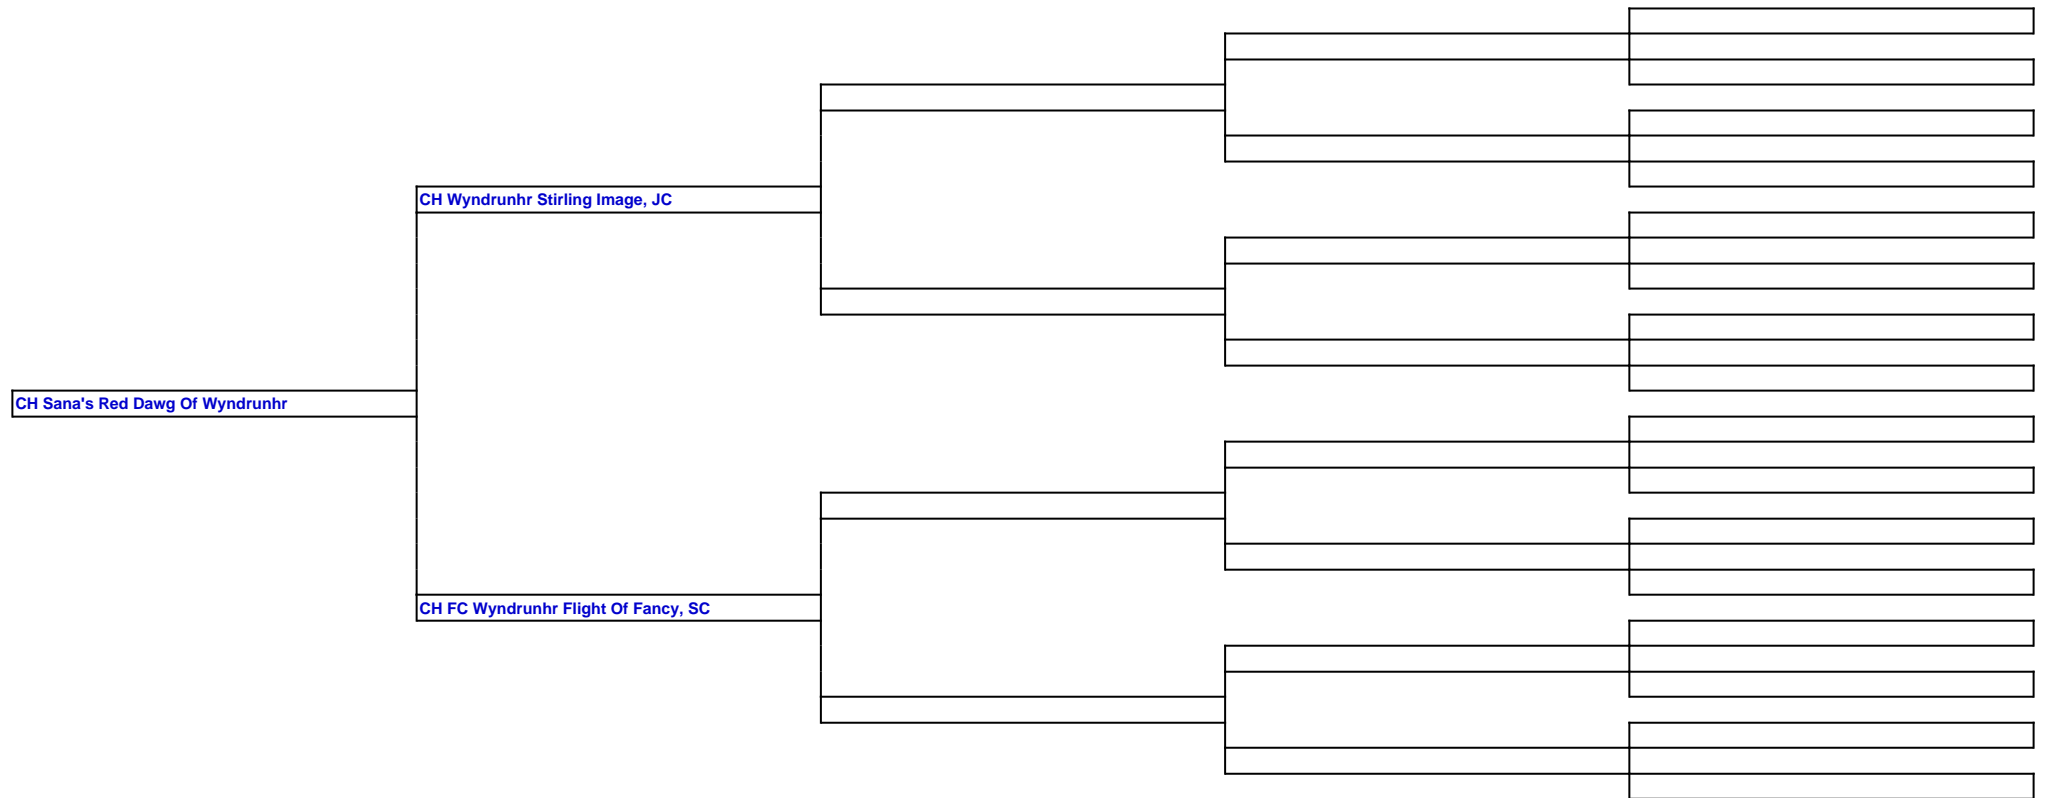 CH Wyndrunhr Stirling Image, JC
CH Sana's Red Dawg Of Wyndrunhr
CH FC Wyndrunhr Flight Of Fancy, SC